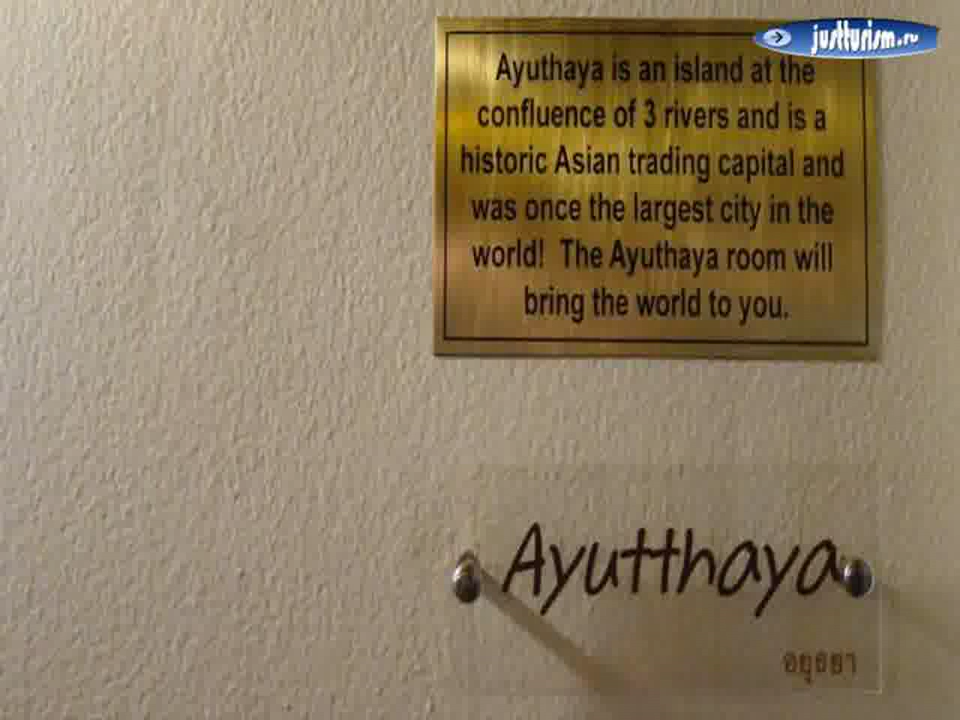 justturism.ru
Ayuthaya is an island at the
confluence of 3 rivers and is a
historic Asian trading capital and
was once the largest city in the
world! The Ayuthaya room will
bring the world to you.
Ayutthaya
อยุธยา